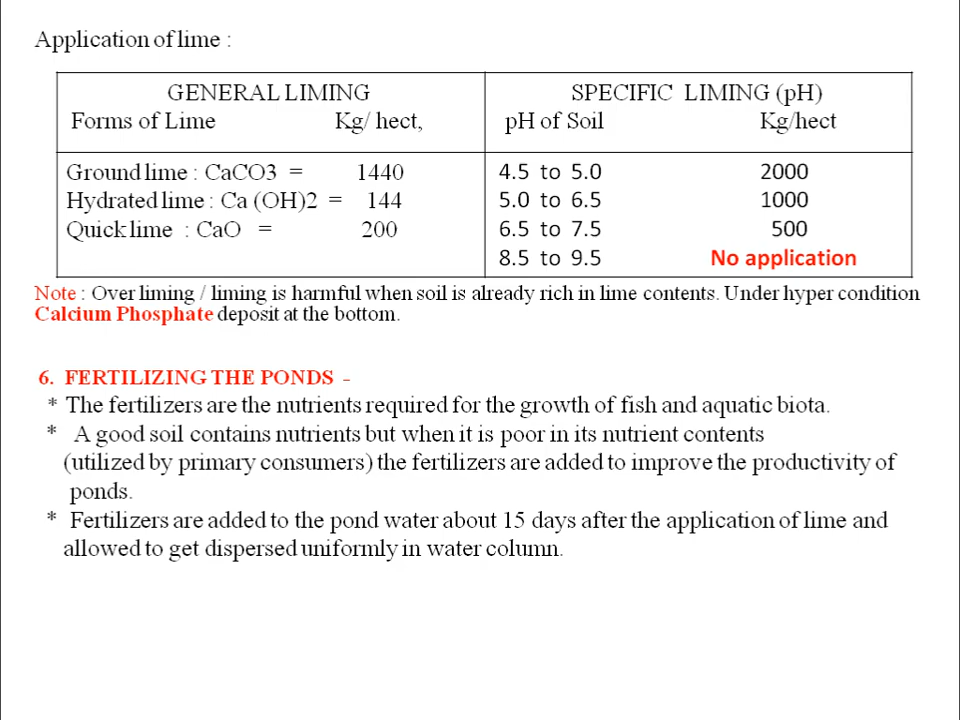 Application of lime :
GENERAL LIMING
Forms of Lime Kg/ hect,
Ground lime : CaCO3 = 1440
Hydrated lime : Ca (OH)2 = 144
Quick lime : CaO = 200
SPECIFIC LIMING (pH)
pH of Soil Kg/hect
4.5 to 5.0 2000
5.0 to 6.5 1000
6.5 to 7.5 500
8.5 to 9.5 No application
Note : Over liming / liming is harmful when soil is already rich in lime contents. Under hyper condition
Calcium Phosphate deposit at the bottom.
6. FERTILIZING THE PONDS -
* The fertilizers are the nutrients required for the growth of fish and aquatic biota.
* A good soil contains nutrients but when it is poor in its nutrient contents
(utilized by primary consumers) the fertilizers are added to improve the productivity of
ponds.
* Fertilizers are added to the pond water about 15 days after the application of lime and
allowed to get dispersed uniformly in water column.